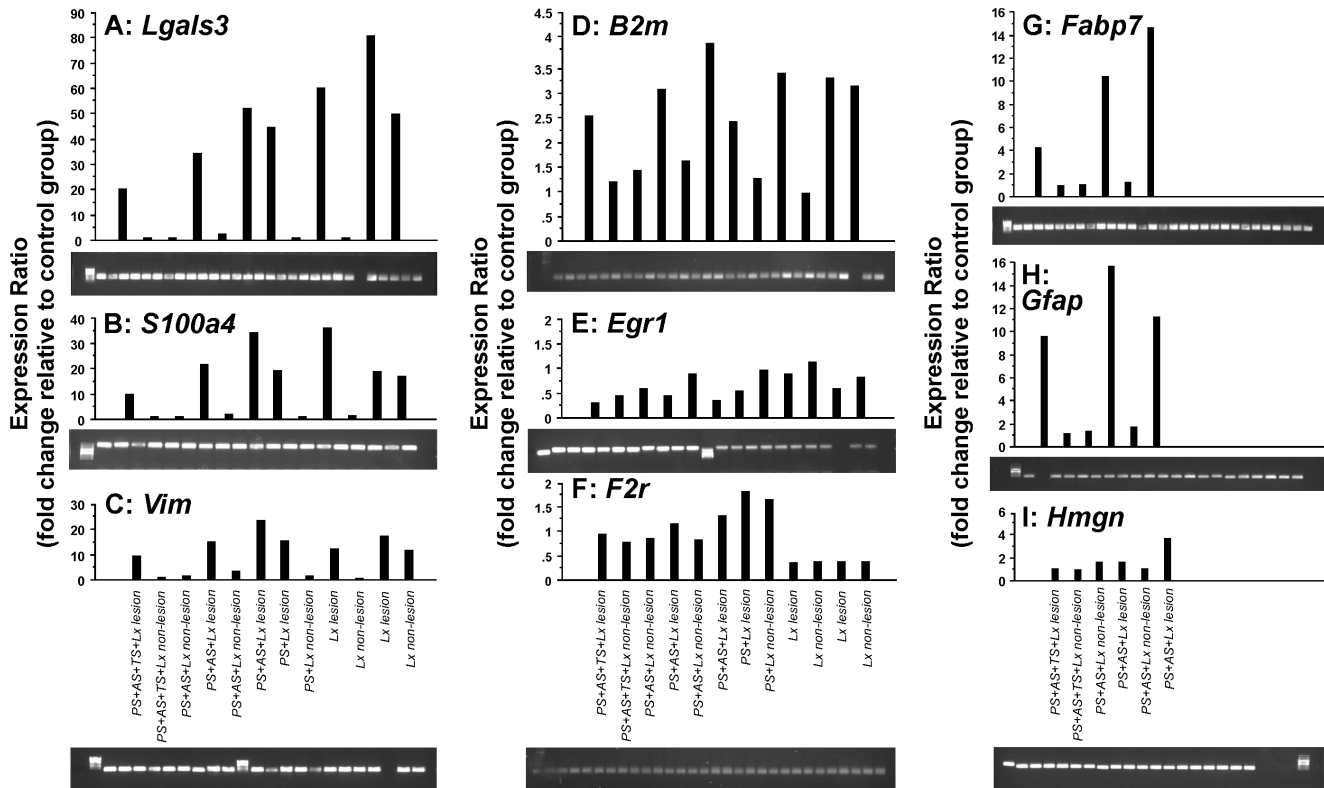 A: Lgals3
90
80
70
60
50
40
30
20
10
0
B: S100a4
40
30
20
10
0
C: Vim
30
20
10
0
Expression Ratio
(fold change relative to control group)
PS+AS+TS+Lx lesion
PS+AS+TS+Lx non-lesion
PS+AS+Lx non-lesion
PS+AS+Lx lesion
PS+AS+Lx non-lesion
PS+AS+Lx lesion
PS+Lx lesion
PS+Lx non-lesion
Lx lesion
Lx non-lesion
Lx lesion
Lx non-lesion
D: B2m
4.5
4
3.5
3
2.5
2
1.5
1
.5
0
E: Egr1
2
1.5
1
.5
0
F: F2r
2
1.5
1
.5
0
Expression Ratio
(fold change relative to control group)
PS+AS+TS+Lx lesion
PS+AS+TS+Lx non-lesion
PS+AS+Lx non-lesion
PS+AS+Lx lesion
PS+AS+Lx non-lesion
PS+AS+Lx lesion
PS+Lx lesion
PS+Lx non-lesion
Lx lesion
Lx non-lesion
Lx lesion
Lx non-lesion
G: Fabp7
16
14
12
10
8
6
4
2
0
H:
Gfap
16
14
12
10
8
6
4
2
0
I: Hmgn
6
4
2
0
Expression Ratio
(fold change relative to control group)
PS+AS+TS+Lx lesion
PS+AS+TS+Lx non-lesion
PS+AS+Lx non-lesion
PS+AS+Lx lesion
PS+AS+Lx non-lesion
PS+AS+Lx lesion